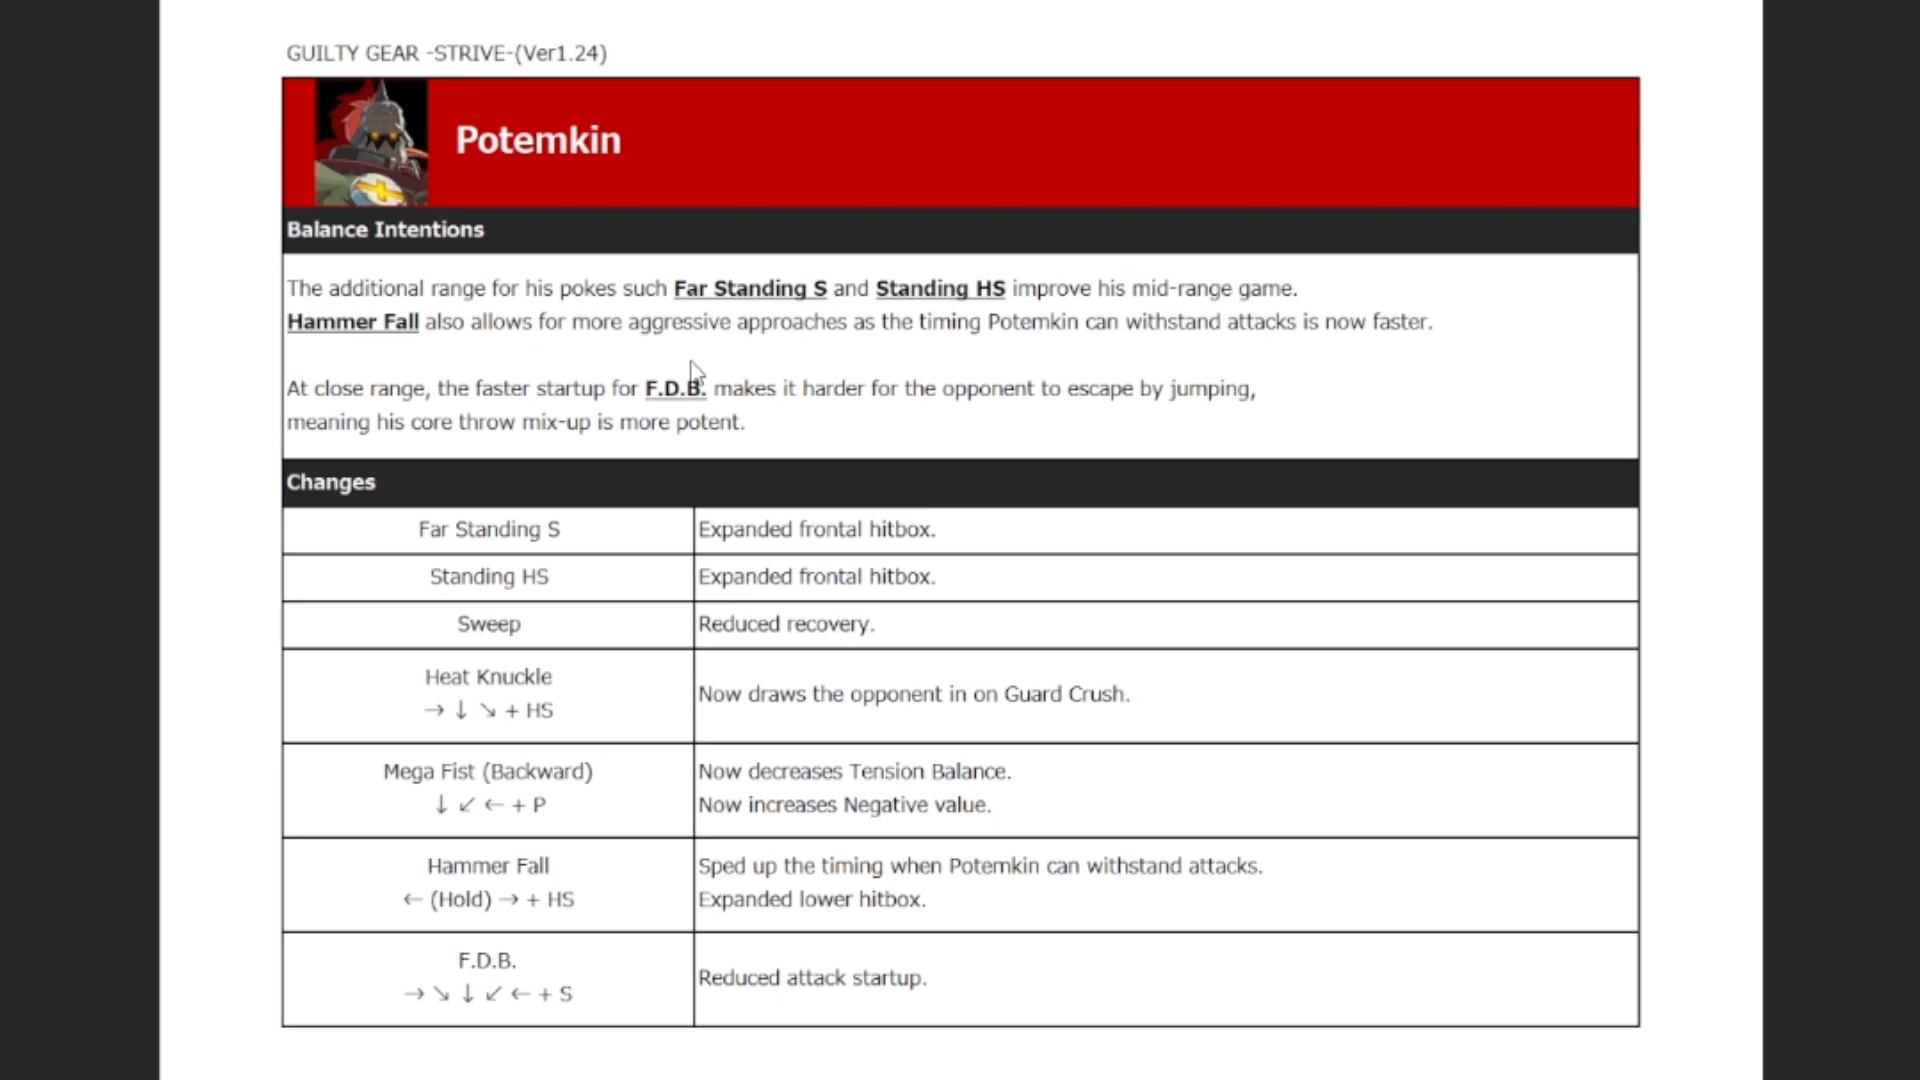 GUILTY GEAR -STRIVE-(Ver1.24)
Potemkin
Balance Intentions
The additional range for his pokes such Far Standing S and Standing HS improve his mid-range game.
Hammer Fall also allows for more aggressive approaches as the timing Potemkin can withstand attacks is now faster.
At close range, the faster startup for F.D.B. makes it harder for the opponent to escape by jumping,
meaning his core throw mix-up is more potent.
Changes
Far Standing S Expanded frontal hitbox.
Standing HS Expanded frontal hitbox.
Sweep Reduced recovery.
Heat Knuckle
→ ↓ ↘ + HS
Now draws the opponent in on Guard Crush.
Mega Fist (Backward)
↓ ↙ ← + P
Now decreases Tension Balance.
Now increases Negative value.
Hammer Fall
← (Hold) → + HS
Sped up the timing when Potemkin can withstand attacks.
Expanded lower hitbox.
F.D.B.
→ ↘ ↓ ↙ ← + S
Reduced attack startup.